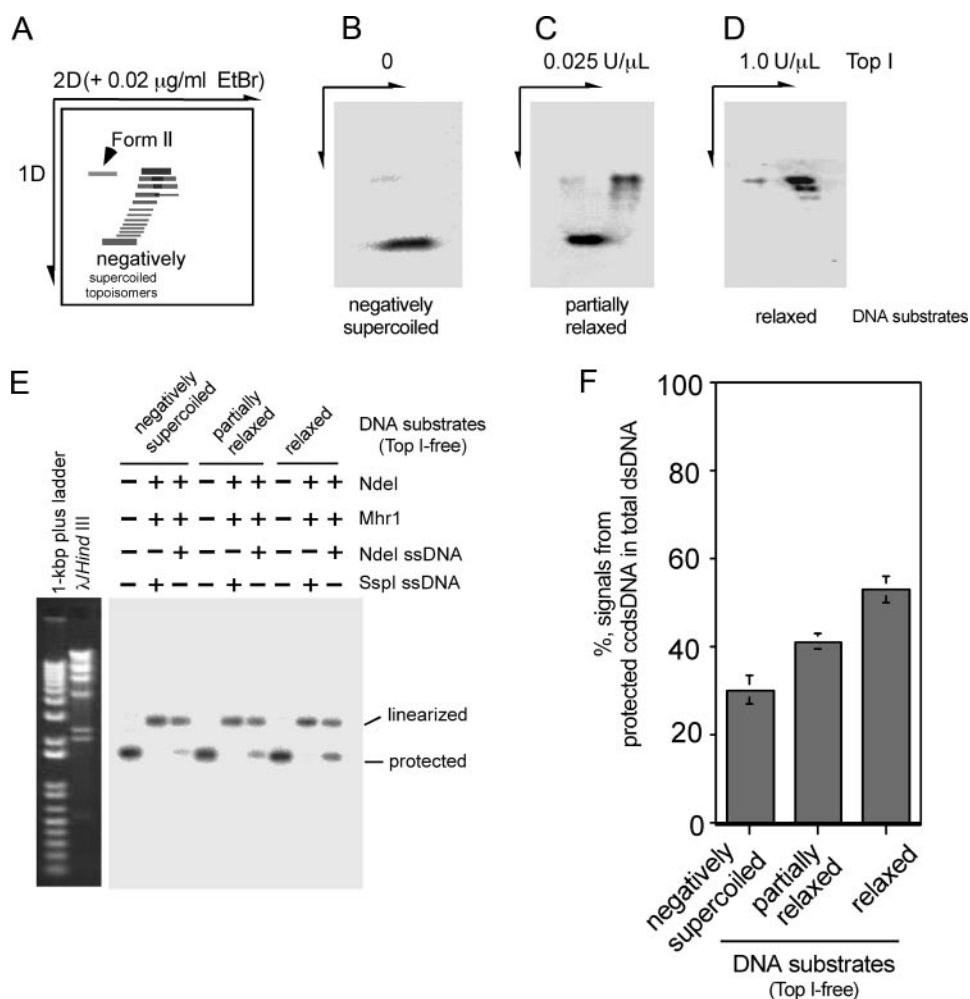 A
2D(+ 0.02 μg/ml EtBr)
1D
Form II
negatively
supercoiled
topoisomers
B
0
negatively
supercoiled
C
0.025 U/μL
partially
relaxed
D
1.0 U/μL
Top I
relaxed
DNA substrates
E
negatively
supercoiled
partially
relaxed
relaxed
DNA substrates
(Top I-free)
− + + − + + − + + NdeI
− + + − + + − + + Mhr1
− − + − − + − − + NdeI ssDNA
− + − − + − − + − SspI ssDNA
1-kbp plus ladder
λ/Hind III
linearized
protected
F
%, signals from
protected ccdsDNA in total dsDNA
100
80
60
40
20
0
negatively
supercoiled
partially
relaxed
relaxed
DNA substrates
(Top I-free)